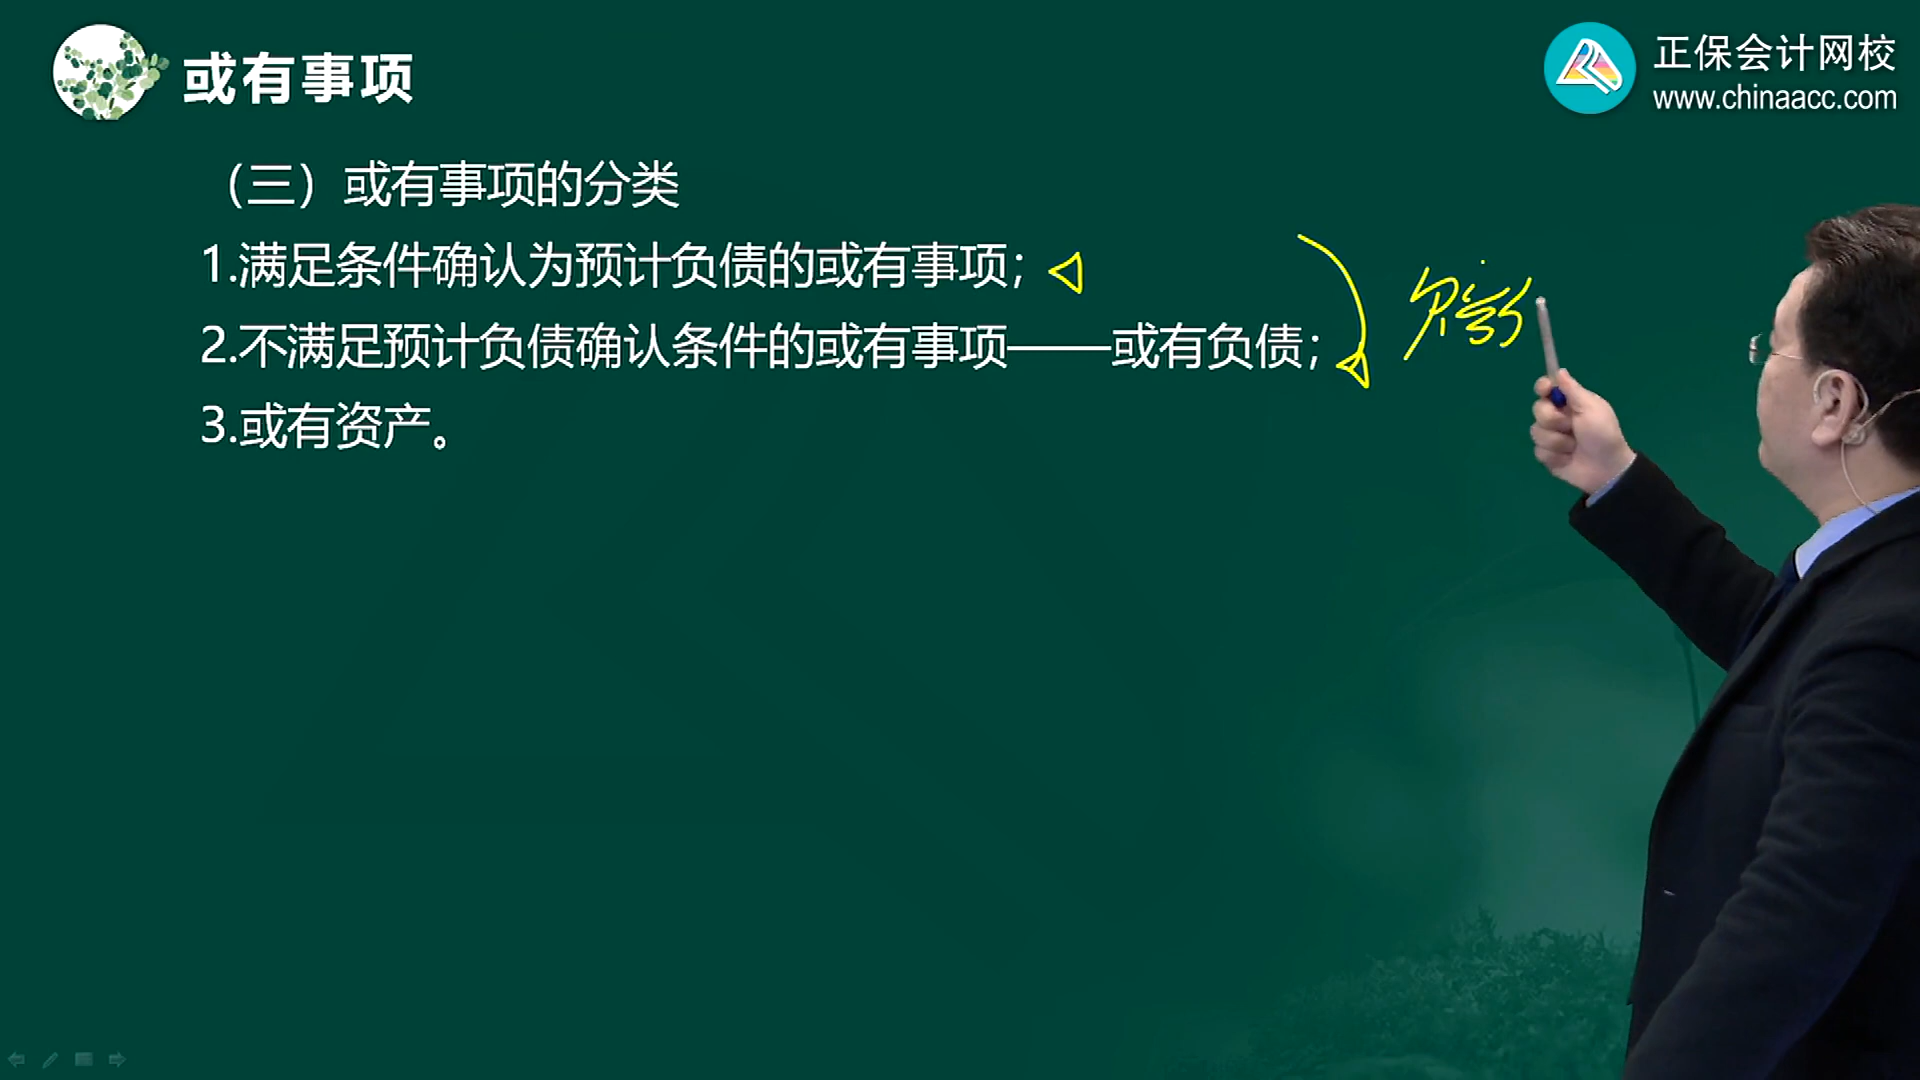 或有事项
正保会计网校
www.chinaacc.com
（三）或有事项的分类
1.满足条件确认为预计负债的或有事项；
2.不满足预计负债确认条件的或有事项——或有负债；
3.或有资产。